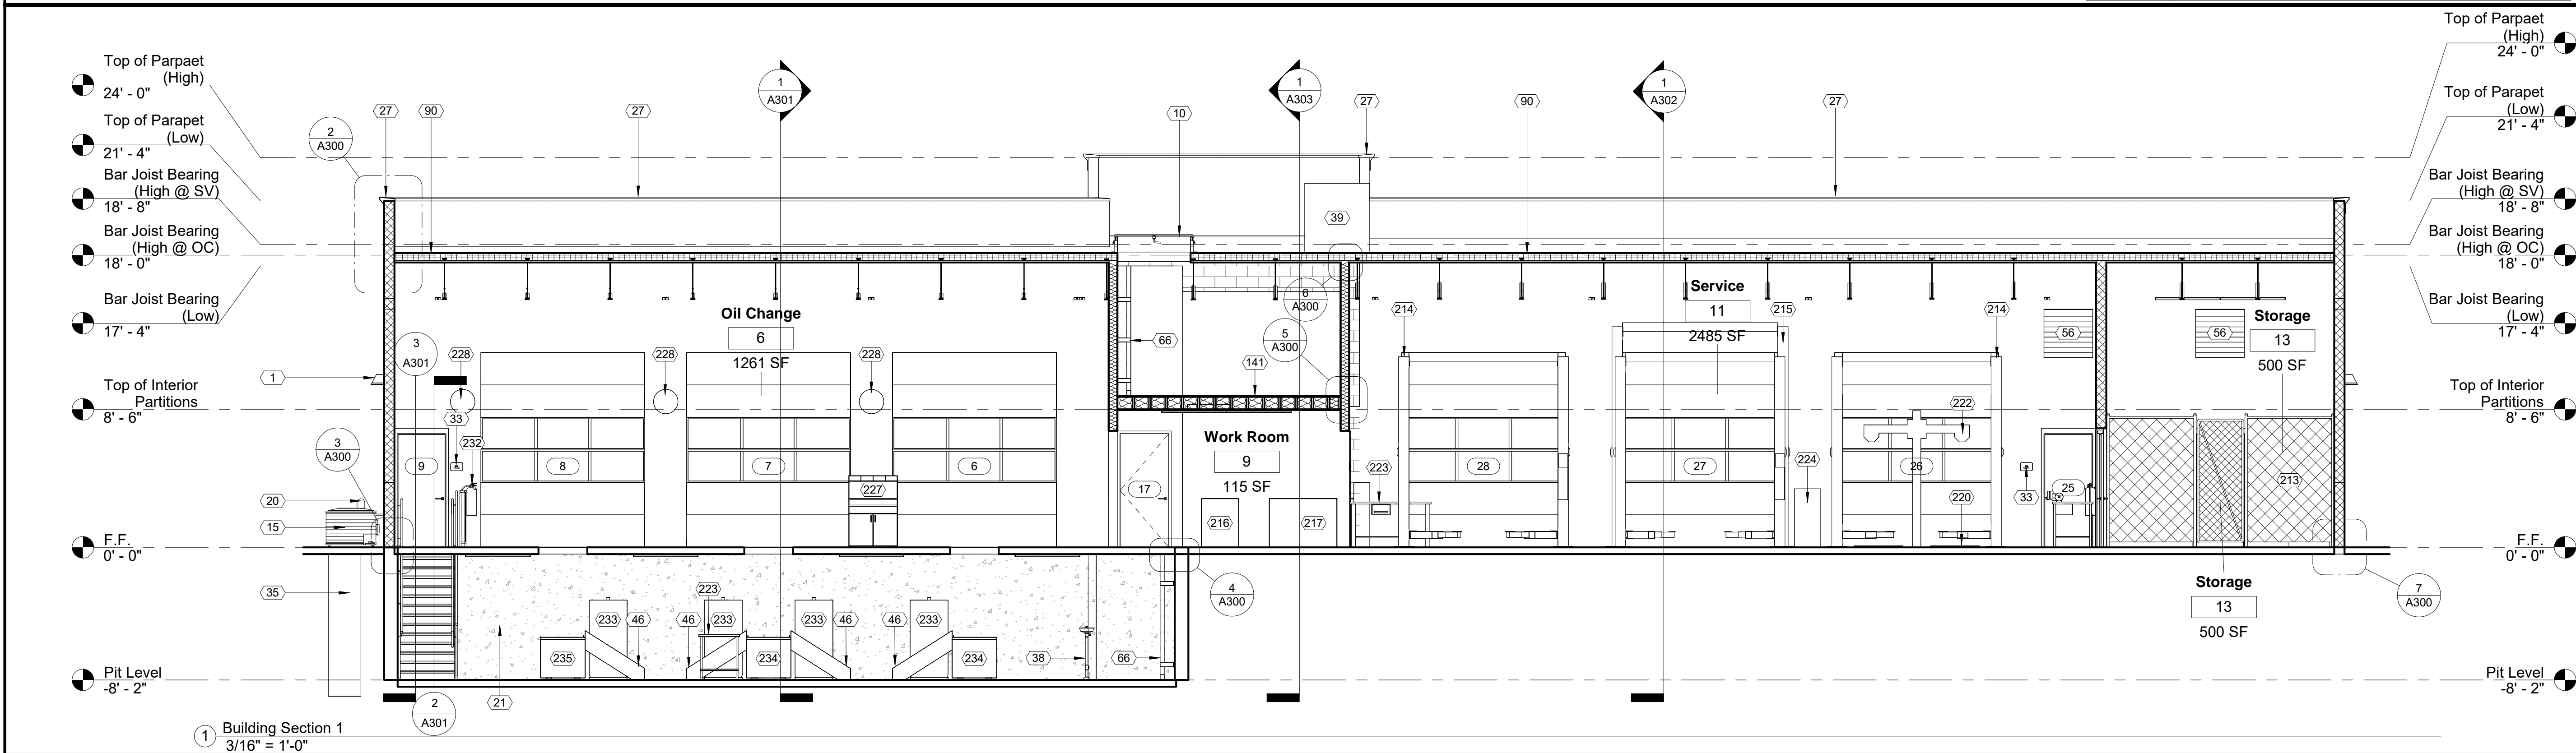 Top of Parpaet
(High)
24' - 0"
Top of Parapet
(Low)
21' - 4"
Bar Joist Bearing
(High @ SV)
18' - 8"
Bar Joist Bearing
(High @ OC)
18' - 0"
Bar Joist Bearing
(Low)
17' - 4"
Top of Interior
Partitions
8' - 6"
F.F.
0' - 0"
Pit Level
-8' - 2"
2
A300
27
90
27
1
A301
10
1
A303
27
90
1
A302
27
39
6
A300
5
A300
3
A301
228
228
228
Oil Change
6
1261 SF
66
141
214
Service
11
2485 SF
215
214
56
56
Storage
13
500 SF
1
33
232
3
A300
20
15
35
9
8
7
227
6
17
Work Room
9
115 SF
216
217
223
28
27
224
222
26
220
33
25
213
4
A300
Storage
13
500 SF
7
A300
223
233
46
46
233
233
46
46
233
235
234
234
38
66
21
2
A301
Top of Parpaet
(High)
24' - 0"
Top of Parapet
(Low)
21' - 4"
Bar Joist Bearing
(High @ SV)
18' - 8"
Bar Joist Bearing
(High @ OC)
18' - 0"
Bar Joist Bearing
(Low)
17' - 4"
Top of Interior
Partitions
8' - 6"
F.F.
0' - 0"
Pit Level
-8' - 2"
1
Building Section 1
3/16" = 1'-0"